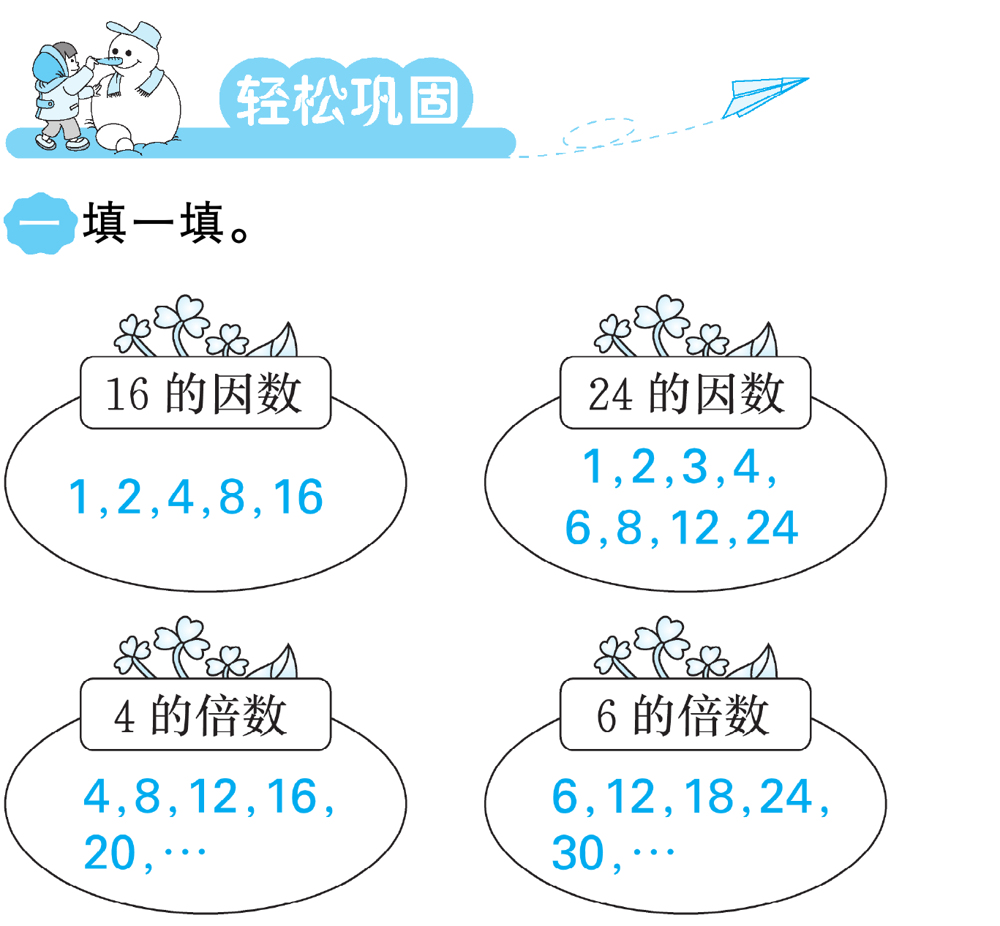 轻松巩固
一 填一填。
16 的因数
1,2,4,8,16
24 的因数
1,2,3,4,
6,8,12,24
4 的倍数
4,8,12,16,
20,…
6 的倍数
6,12,18,24,
30,…